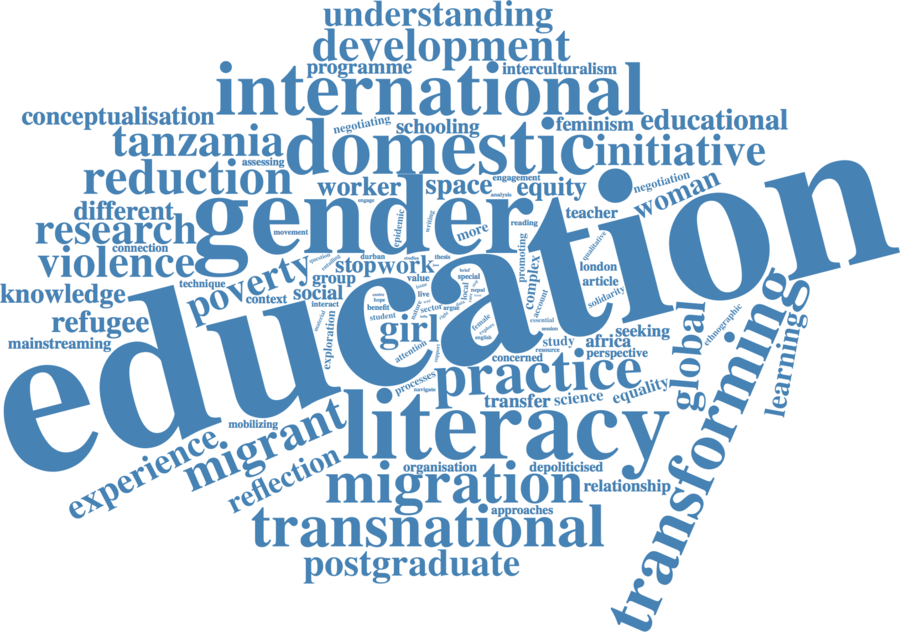 understanding
development
programme
interculturalism
international
conceptualisation
negotiating
schooling
feminism
educational
tanzania
domestic
initiative
assessing
reduction
worker
space
engagement
analysis
equity
negotiation
woman
engage
different
gender
epidemic
writing
reading
teacher
research
movement
more
connection
violence
poverty
question
durban
studies
thesis
stopwork
promoting
complex
qualitative
london
article
technique
knowledge
context
social
group
value
brief
special
nepal
local
live
account
solidarity
interact
hope
benefit
student
sector
argue
refugee
mainstreaming
material
exploration
girl
female
explores
english
essential
session
seeking
ethnographic
global
education
attention
study
africa
resource
perspective
concerned
learning
processes
navigate
practice
transfer
science
equality
transforming
mobilizing
migrant
literacy
experience
reflection
organisation
depoliticised
migration
relationship
approaches
transnational
postgraduate